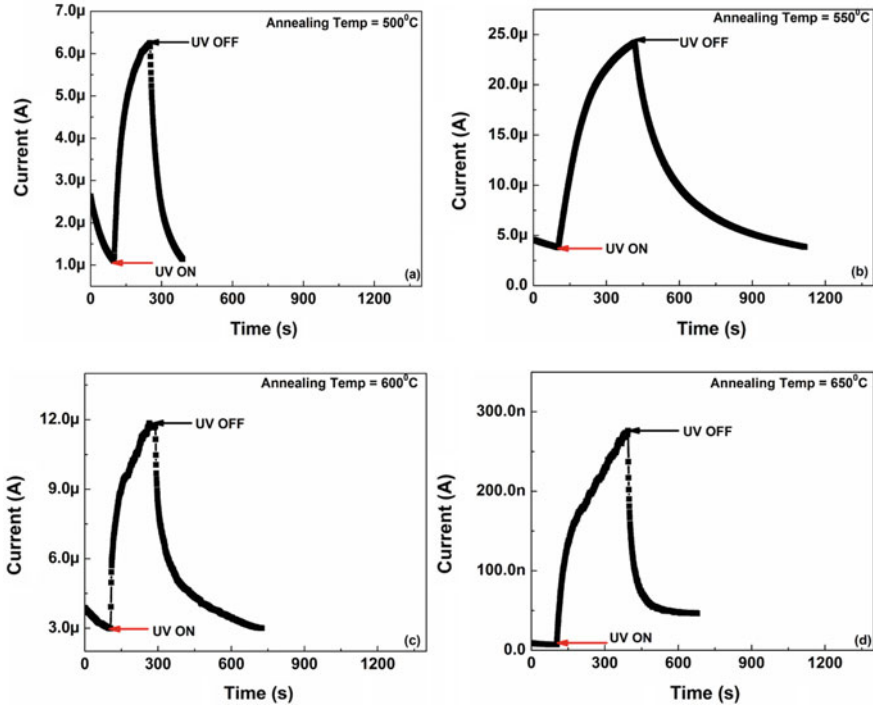 Annealing Temp = 500⁰C
7.0µ
6.0µ
5.0µ
4.0µ
3.0µ
2.0µ
1.0µ
Current (A)
UV OFF
UV ON
(a)
0 300 600 900 1200
Time (s)
Annealing Temp = 550⁰C
25.0µ
20.0µ
15.0µ
10.0µ
5.0µ
0.0
Current (A)
UV OFF
UV ON
(b)
0 300 600 900 1200
Time (s)
Annealing Temp = 600⁰C
12.0µ
9.0µ
6.0µ
3.0µ
Current (A)
UV OFF
UV ON
(c)
0 300 600 900 1200
Time (s)
Annealing Temp = 650⁰C
300.0n
200.0n
100.0n
0.0
Current (A)
UV OFF
UV ON
(d)
0 300 600 900 1200
Time (s)